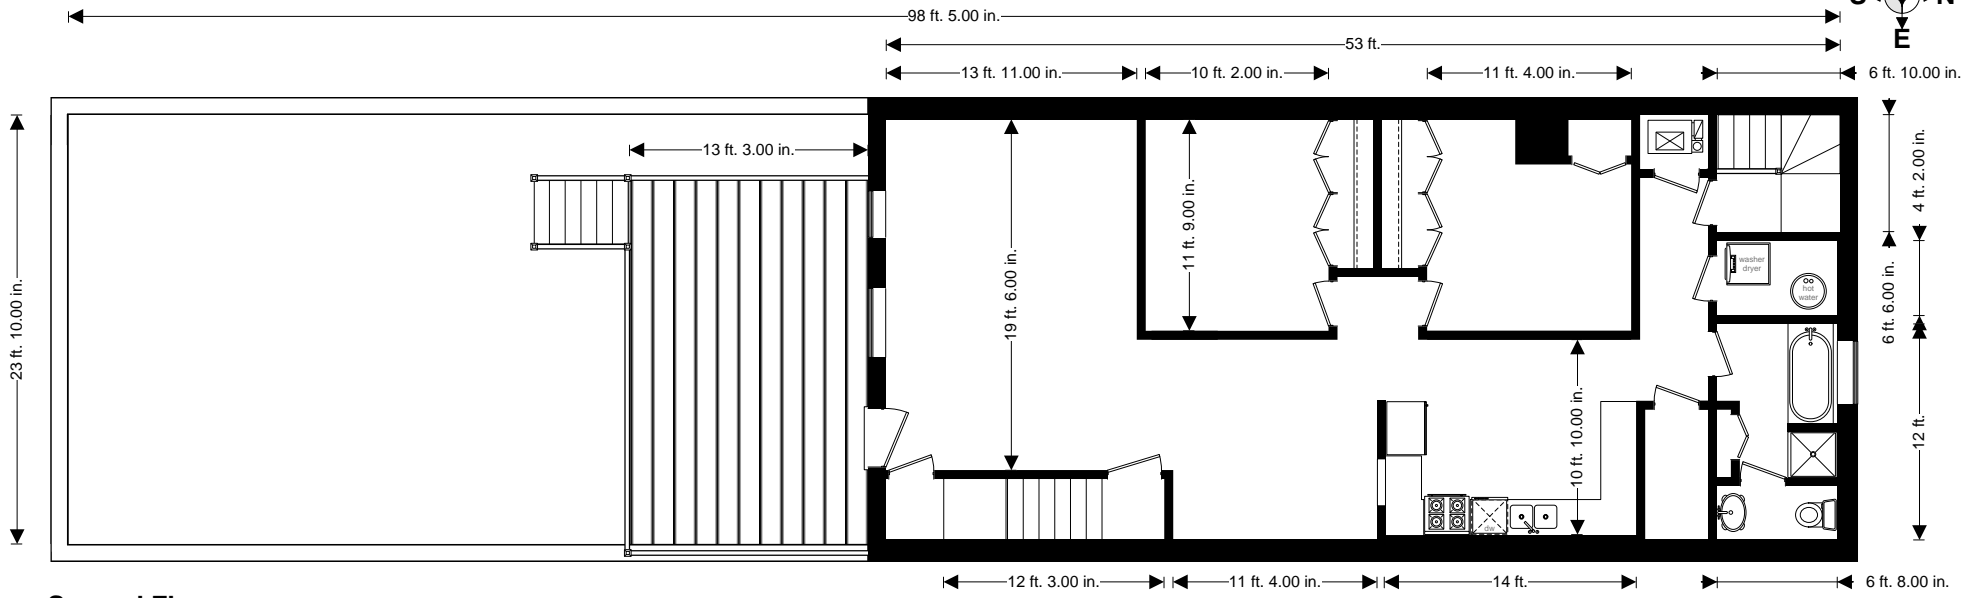 98 ft. 5.00 in.
N
E
53 ft.
13 ft. 11.00 in.
10 ft. 2.00 in.
11 ft. 4.00 in.
6 ft. 10.00 in.
13 ft. 3.00 in.
23 ft. 10.00 in.
19 ft. 6.00 in.
11 ft. 9.00 in.
4 ft. 2.00 in.
6 ft. 6.00 in.
washer
dryer
hot
water
10 ft. 10.00 in.
12 ft.
dw
12 ft. 3.00 in.
11 ft. 4.00 in.
14 ft.
6 ft. 8.00 in.